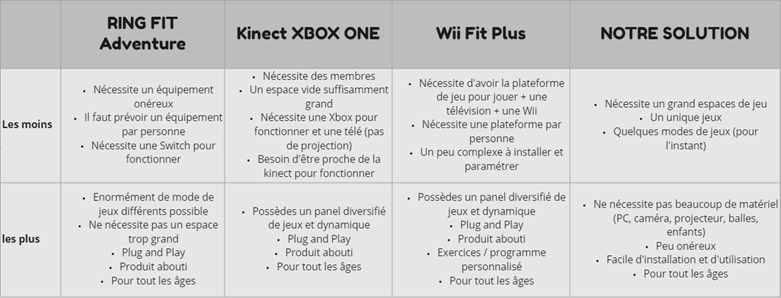 RING FIT
Adventure
Kinect XBOX ONE
Wii Fit Plus
NOTRE SOLUTION
Les moins
• Nécessite un équipement
onéreux
• Il faut prévoir un équipement
par personne
• Nécessite une Switch pour
fonctionner
• Nécessite des membres
• Un espace vide suffisamment
grand
• Nécessite une Xbox pour
fonctionner et une télé (pas
de projection)
• Besoin d'être proche de la
kinect pour fonctionner
• Nécessite d'avoir la plateforme
de jeu pour jouer + une
télévision + une Wii
• Nécessite une plateforme par
personne
• Un peu complexe à installer et
paramétrer
• Nécessite un grand espaces de jeu
• Un unique jeux
• Quelques modes de jeux (pour
l'instant)
les plus
• Enormément de mode de
jeux différents possible
• Ne nécessite pas un espace
trop grand
• Plug and Play
• Produit abouti
• Pour tout les âges
• Possèdes un panel diversifié
de jeux et dynamique
• Plug and Play
• Produit abouti
• Pour tout les âges
• Possèdes un panel diversifié
de jeux et dynamique
• Plug and Play
• Produit abouti
• Exercices / programme
personnalisé
• Pour tout les âges
• Ne nécessite pas beaucoup de matériel
(PC, caméra, projecteur, balles,
enfants)
• Peu onéreux
• Facile d'installation et d'utilisation
• Pour tout les âges